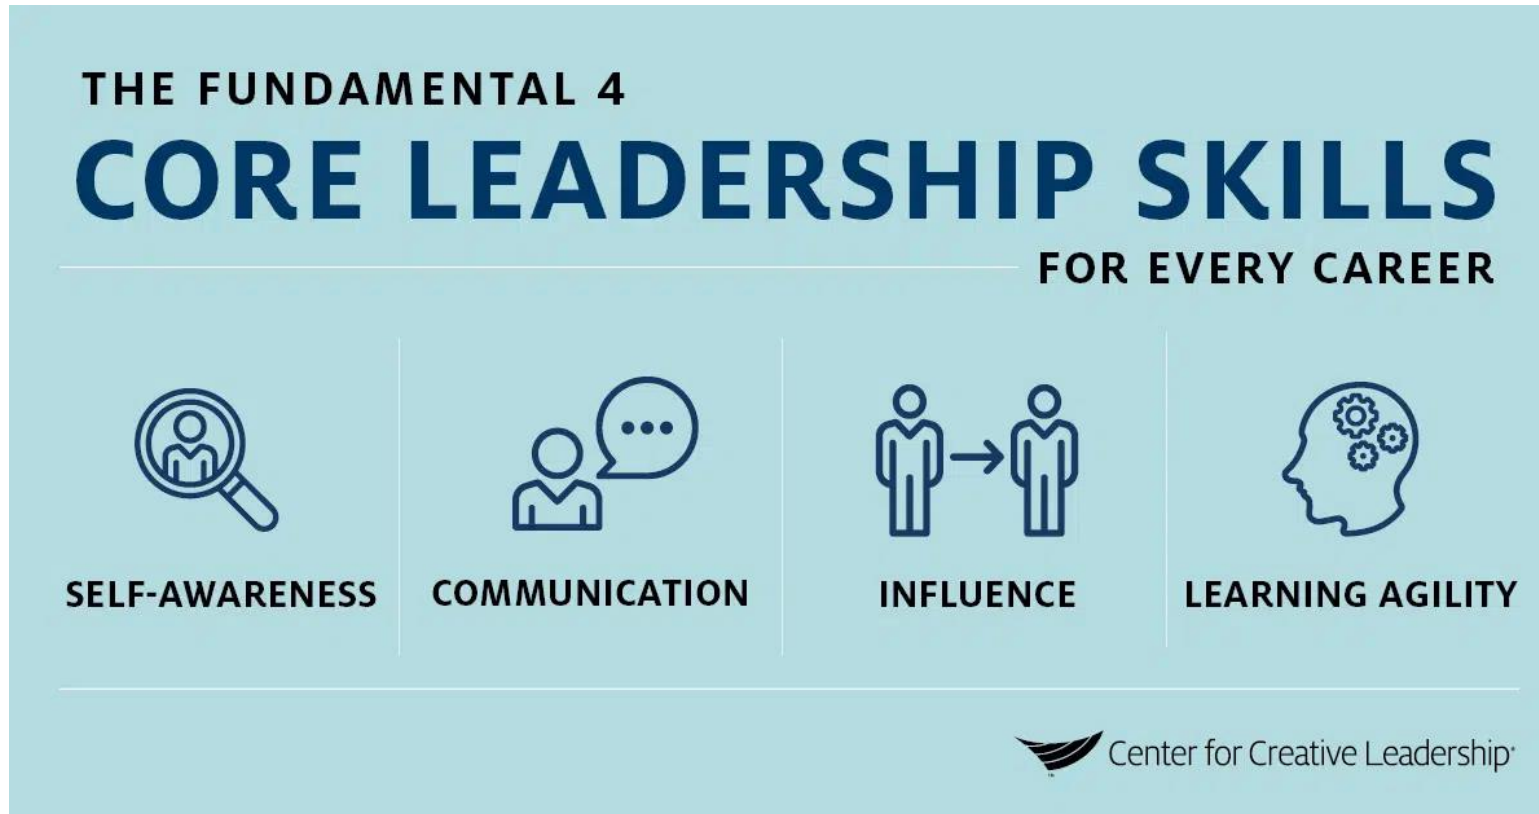 THE FUNDAMENTAL 4
CORE LEADERSHIP SKILLS
FOR EVERY CAREER
SELF-AWARENESS
COMMUNICATION
INFLUENCE
LEARNING AGILITY
Center for Creative Leadership®